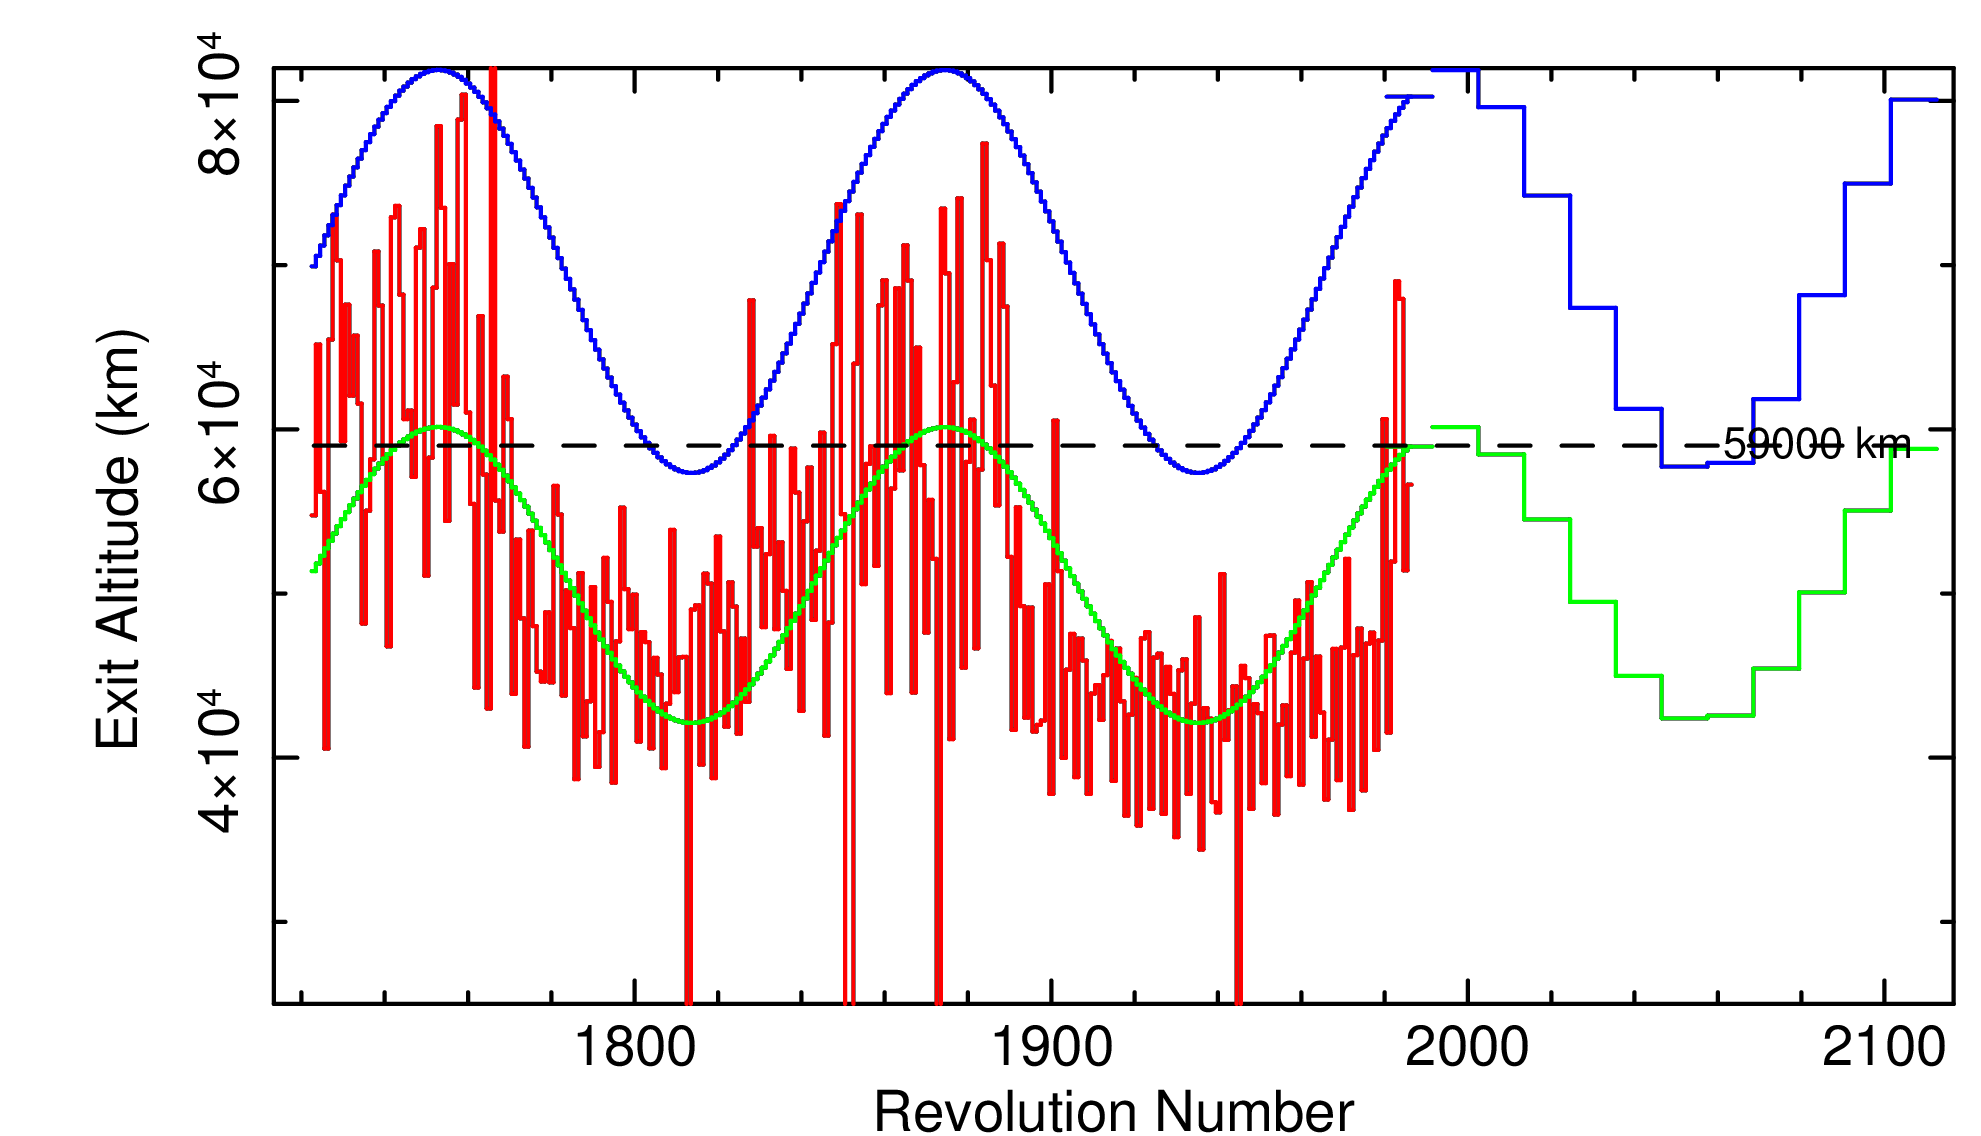 8×10⁴
6×10⁴
4×10⁴
Exit Altitude (km)
59000 km
1800 1900 2000 2100
Revolution Number